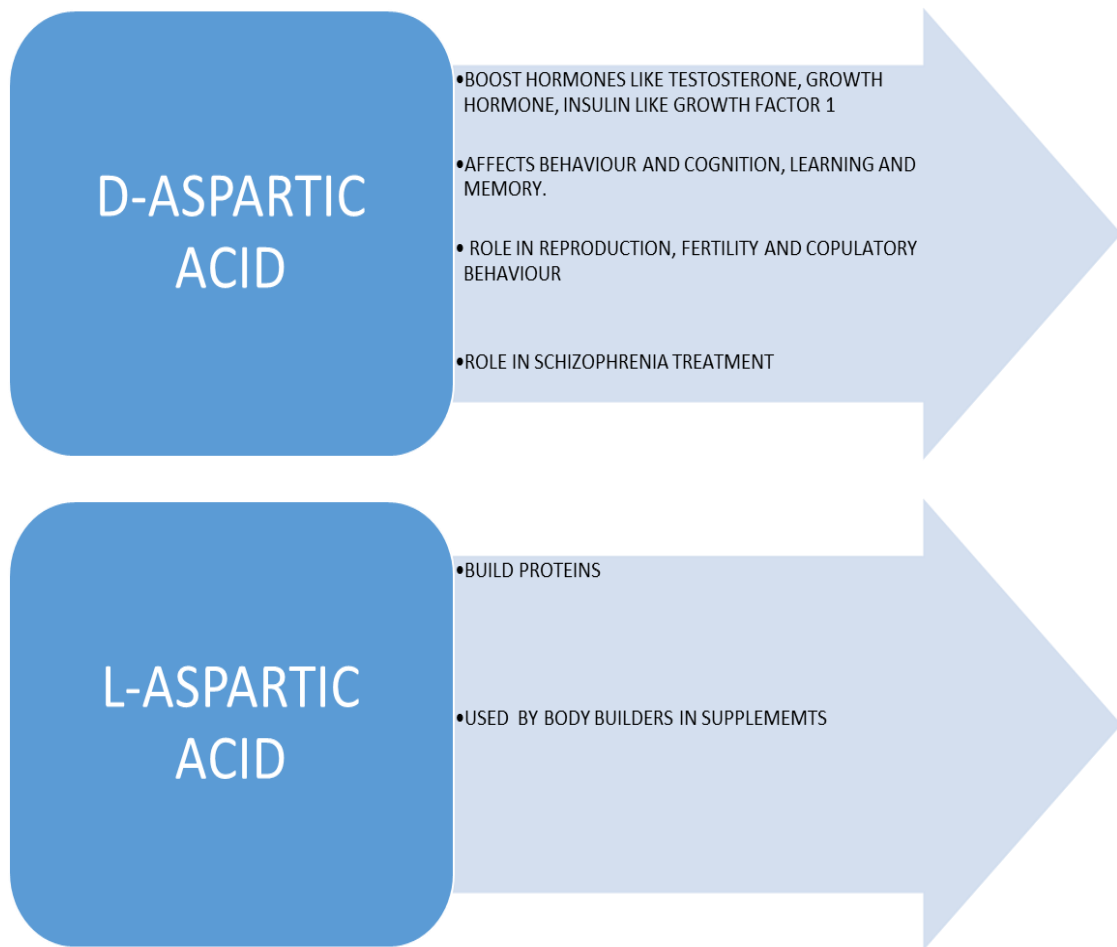 D-ASPARTIC
ACID
•BOOST HORMONES LIKE TESTOSTERONE, GROWTH
HORMONE, INSULIN LIKE GROWTH FACTOR 1
•AFFECTS BEHAVIOUR AND COGNITION, LEARNING AND
MEMORY.
• ROLE IN REPRODUCTION, FERTILITY AND COPULATORY
BEHAVIOUR
•ROLE IN SCHIZOPHRENIA TREATMENT
L-ASPARTIC
ACID
•BUILD PROTEINS
•USED BY BODY BUILDERS IN SUPPLEMEMTS